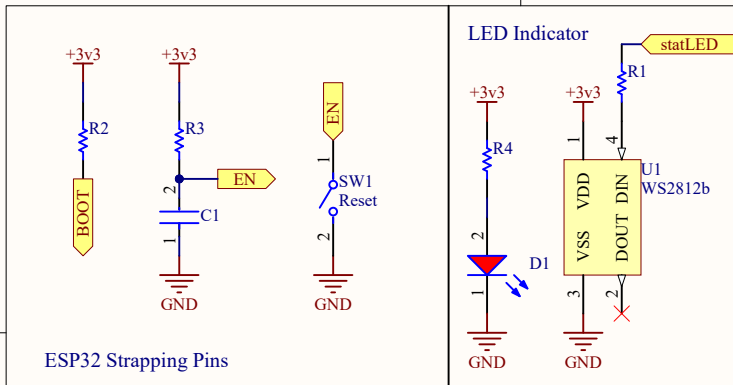 LED Indicator
statLED
+3v3
+3v3
R1
EN
+3v3
+3v3
R2
R3
1
4
R4
U1
WS2812b
VDD
DIN
1
SW1
Reset
2
EN
BOOT
C1
2
2
VSS
DOUT
D1
1
1
3
2
GND
GND
GND
GND
ESP32 Strapping Pins